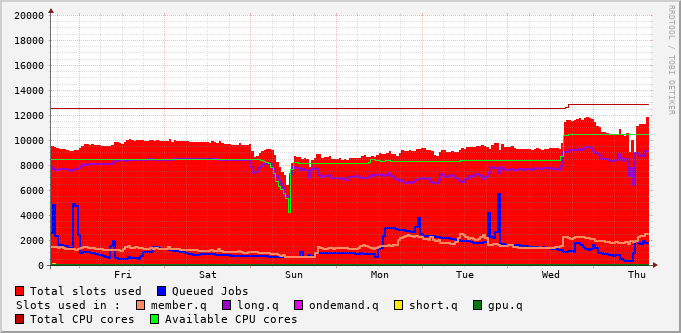 20000
18000
16000
14000
12000
10000
8000
6000
4000
2000
0
Fri Sat Sun Mon Tue Wed Thu
RRDTOOL / TOBI OETIKER
Total slots used Queued Jobs
Slots used in : member.q long.q ondemand.q short.q gpu.q
Total CPU cores Available CPU cores